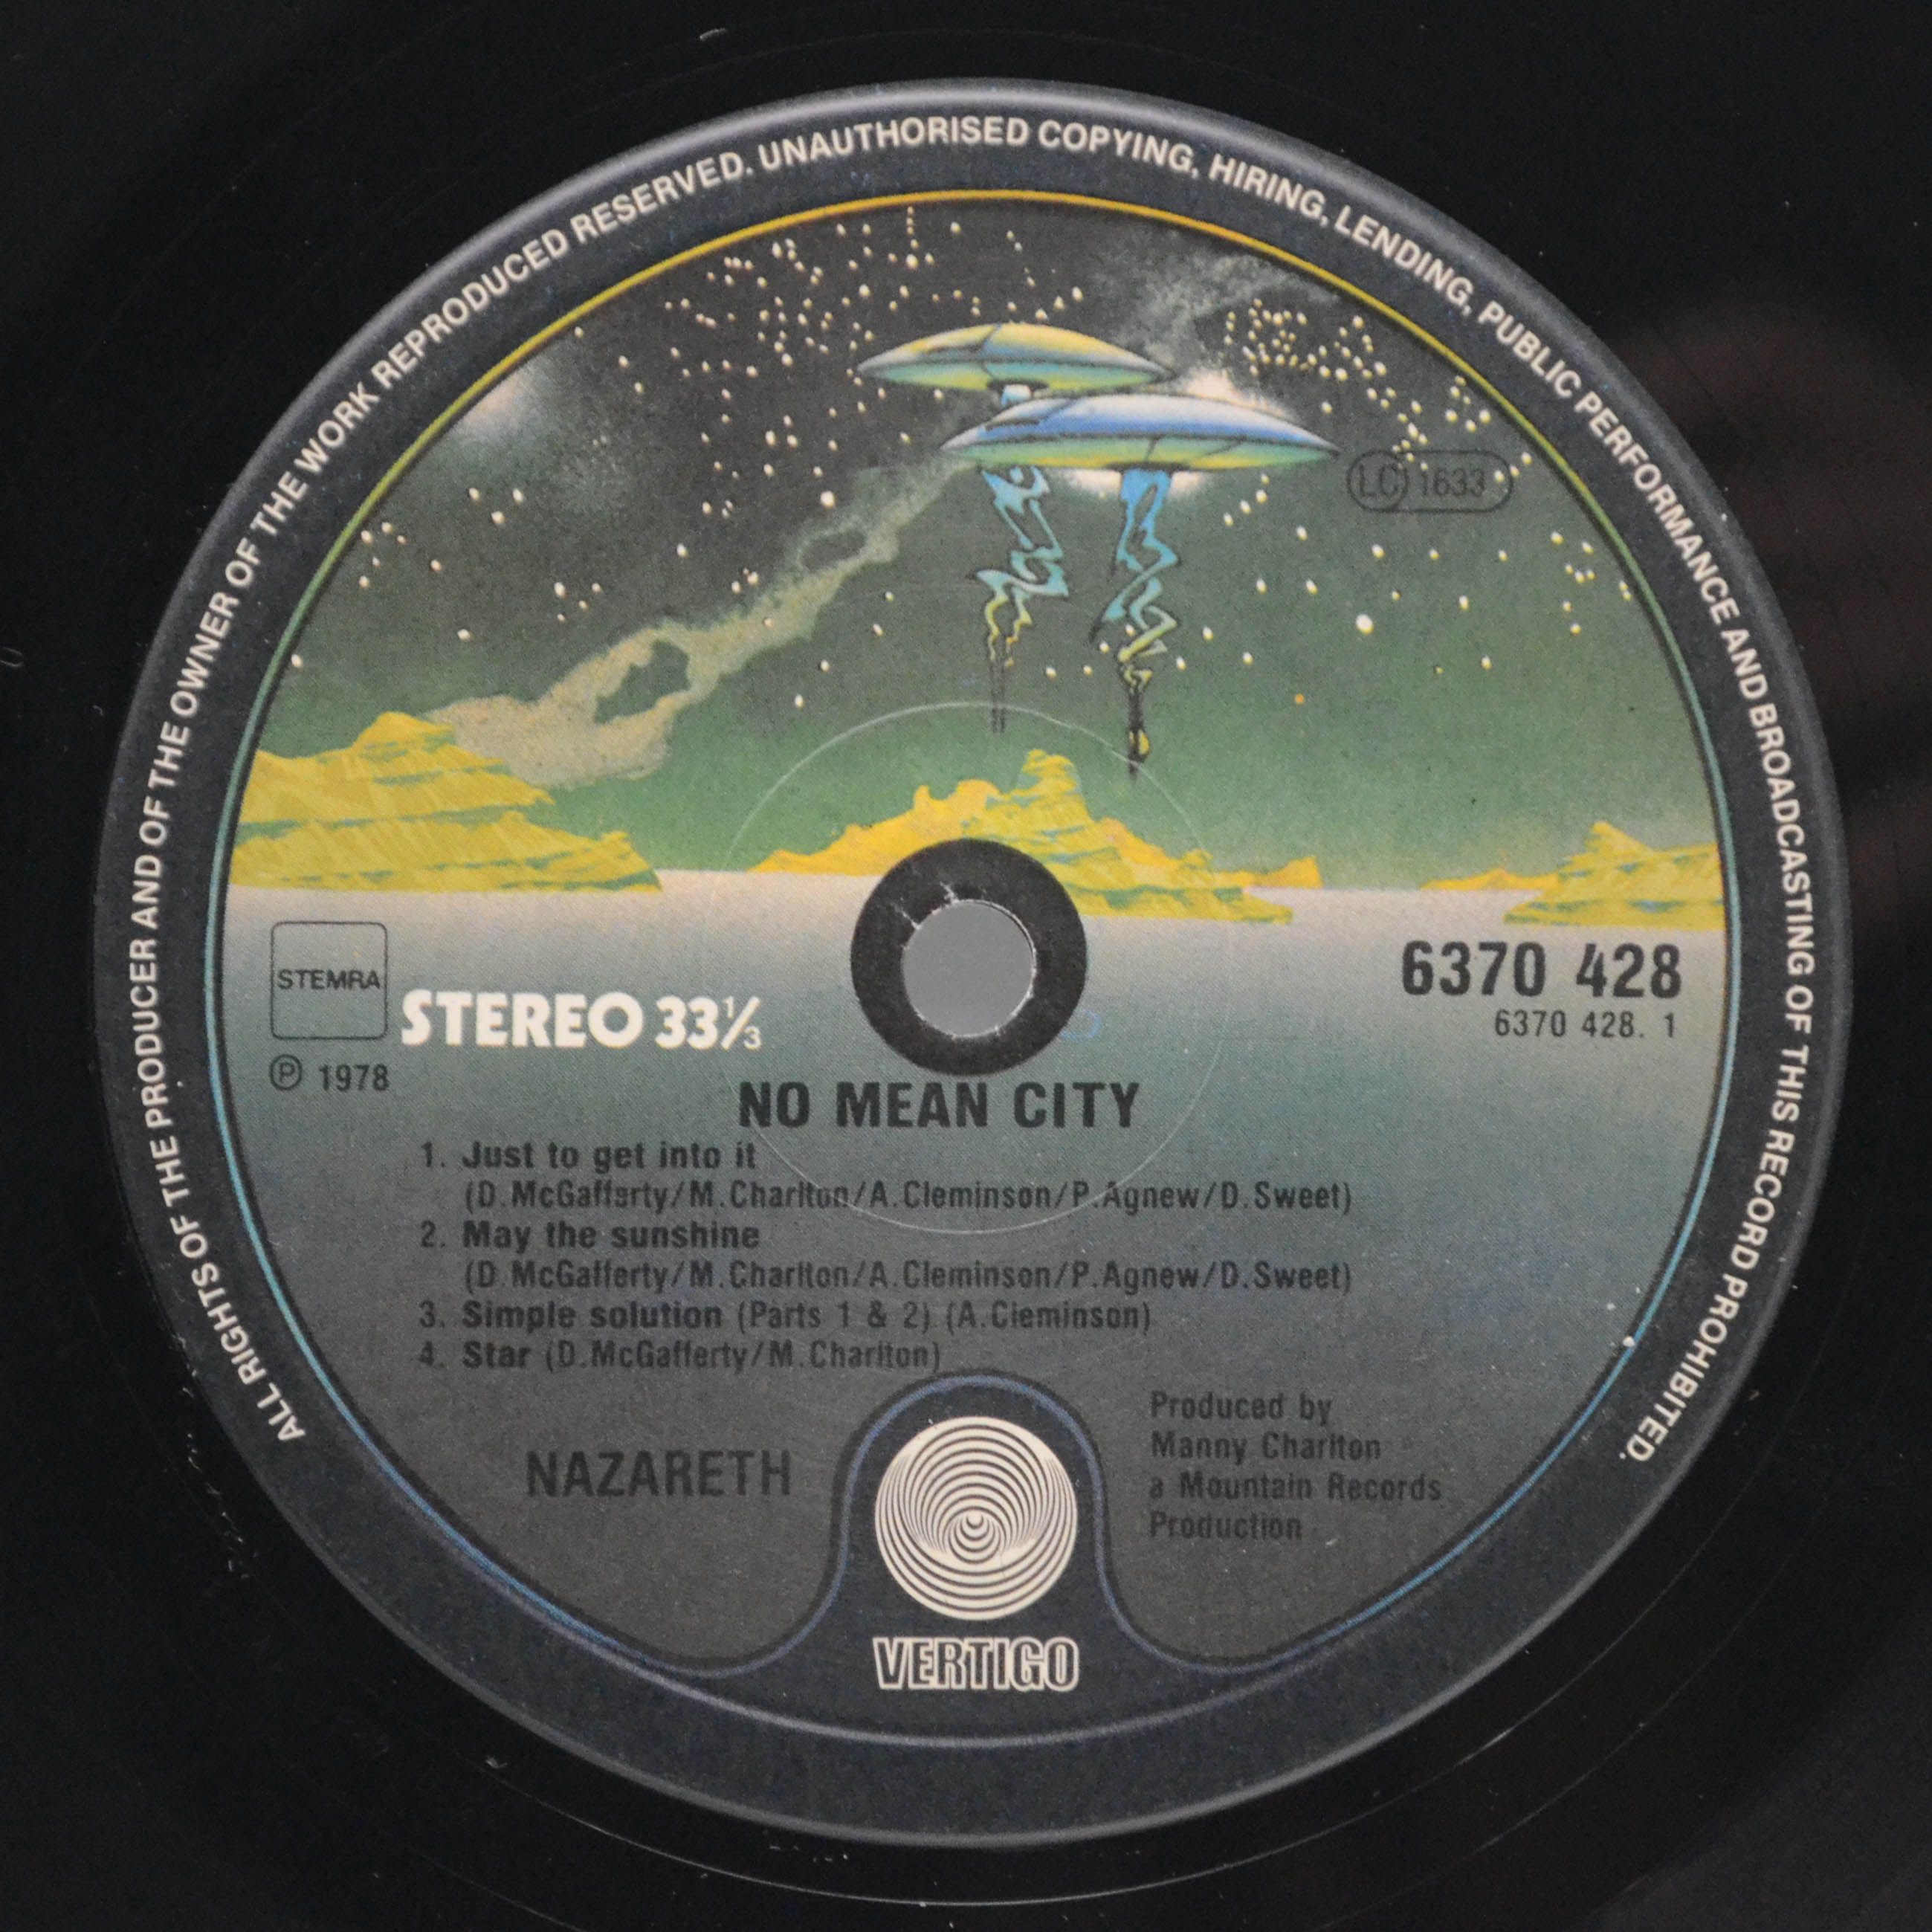 ALL RIGHTS OF THE PRODUCER AND OF THE OWNER OF THE WORK REPRODUCED RESERVED. UNAUTHORISED COPYING, HIRING, LENDING, PUBLIC PERFORMANCE AND BROADCASTING OF THIS RECORD PROHIBITED.
LC 1633
STEMRA
STEREO 33⅓
℗ 1978
6370 428
6370 428. 1
NO MEAN CITY
1. Just to get into it
(D.McGafferty/M.Charlton/A.Cleminson/P.Agnew/D.Sweet)
2. May the sunshine
(D.McGafferty/M.Charlton/A.Cleminson/P.Agnew/D.Sweet)
3. Simple solution (Parts 1 & 2) (A.Cleminson)
4. Star (D.McGafferty/M.Charlton)
NAZARETH
Produced by
Manny Charlton
a Mountain Records
Production
VERTIGO